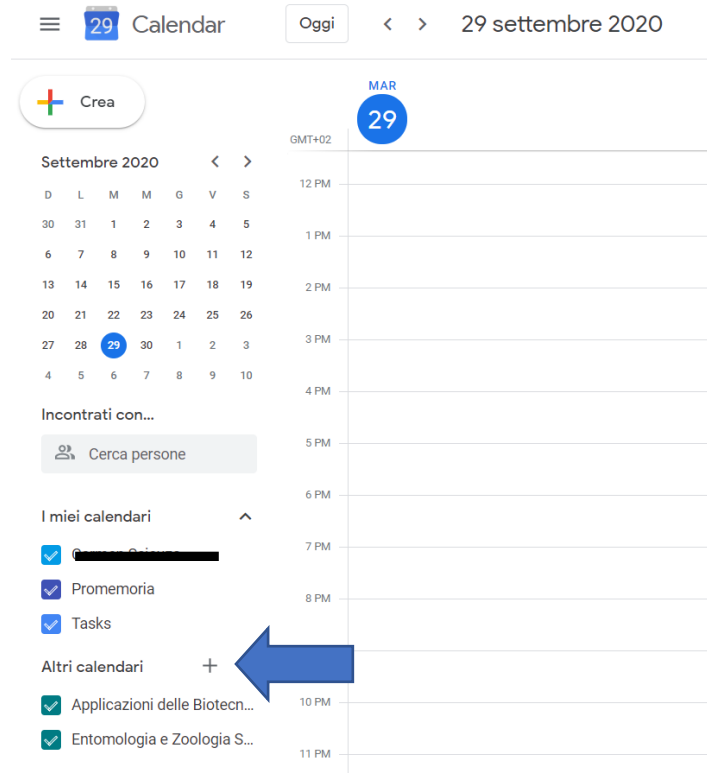 29 Calendar Oggi < > 29 settembre 2020
Crea
MAR
29
GMT+02
Settembre 2020 < >
D L M M G V S
30 31 1 2 3 4 5
6 7 8 9 10 11 12
13 14 15 16 17 18 19
20 21 22 23 24 25 26
27 28 29 30 1 2 3
4 5 6 7 8 9 10
Incontrati con...
Cerca persone
I miei calendari
Promemoria
Tasks
Altri calendari +
Applicazioni delle Biotecn...
Entomologia e Zoologia S...
12 PM
1 PM
2 PM
3 PM
4 PM
5 PM
6 PM
7 PM
8 PM
10 PM
11 PM